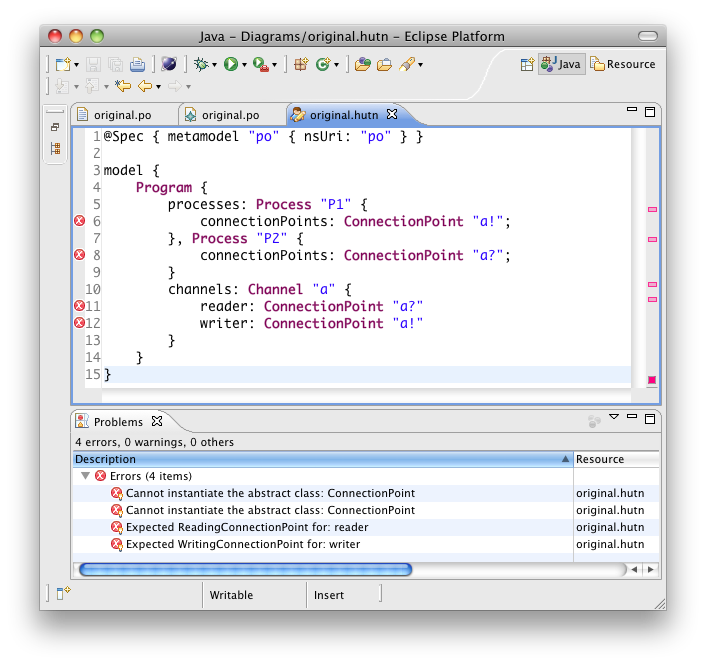 Java – Diagrams/original.hutn – Eclipse Platform
Java Resource
original.po original.po original.hutn
1 @Spec { metamodel "po" { nsUri: "po" } }
2
3 model {
4     Program {
5         processes: Process "P1" {
6             connectionPoints: ConnectionPoint "a!";
7         }, Process "P2" {
8             connectionPoints: ConnectionPoint "a?";
9         }
10         channels: Channel "a" {
11             reader: ConnectionPoint "a?"
12             writer: ConnectionPoint "a!"
13         }
14     }
15 }
Problems
4 errors, 0 warnings, 0 others
Description Resource
Errors (4 items)
Cannot instantiate the abstract class: ConnectionPoint original.hutn
Cannot instantiate the abstract class: ConnectionPoint original.hutn
Expected ReadingConnectionPoint for: reader original.hutn
Expected WritingConnectionPoint for: writer original.hutn
Writable Insert